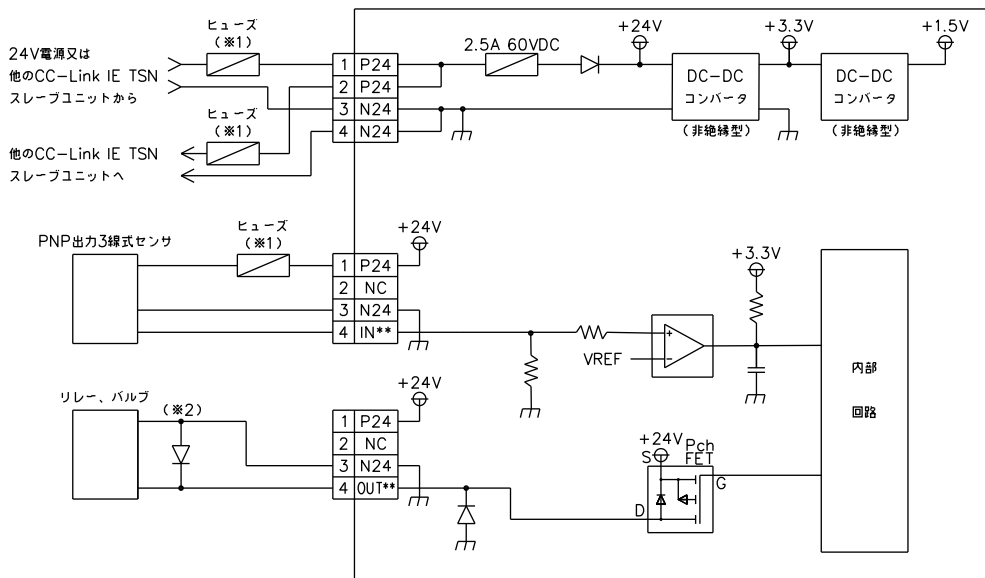 ヒューズ
(※1)
24V電源又は
他のCC-Link IE TSN
スレーブユニットから
ヒューズ
(※1)
他のCC-Link IE TSN
スレーブユニットへ
1 P24
2 P24
3 N24
4 N24
2.5A 60VDC
+24V
DC-DC
コンバータ
(非絶縁型)
+3.3V
DC-DC
コンバータ
(非絶縁型)
+1.5V
PNP出力3線式センサ
ヒューズ
(※1)
+24V
1 P24
2 NC
3 N24
4 IN**
VREF
+
-
+3.3V
内部
回路
リレー、バルブ
(※2)
+24V
1 P24
2 NC
3 N24
4 OUT**
+24V
S
Pch
FET
G
D